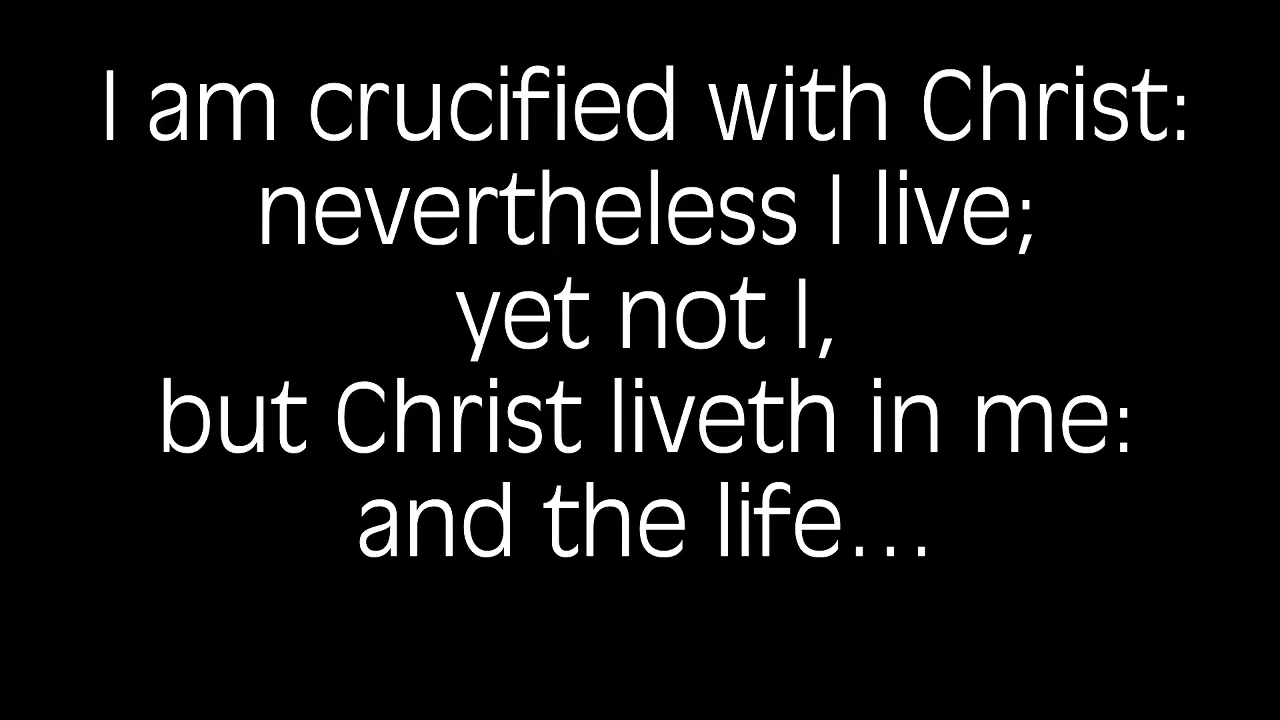 I am crucified with Christ:
nevertheless I live;
yet not I,
but Christ liveth in me:
and the life…